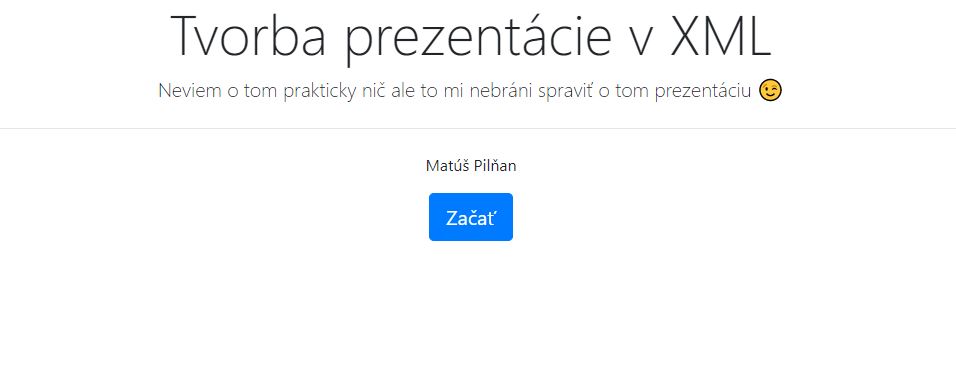 Tvorba prezentácie v XML
Neviem o tom prakticky nič ale to mi nebráni spraviť o tom prezentáciu 😉
Matúš Pilňan
Začať